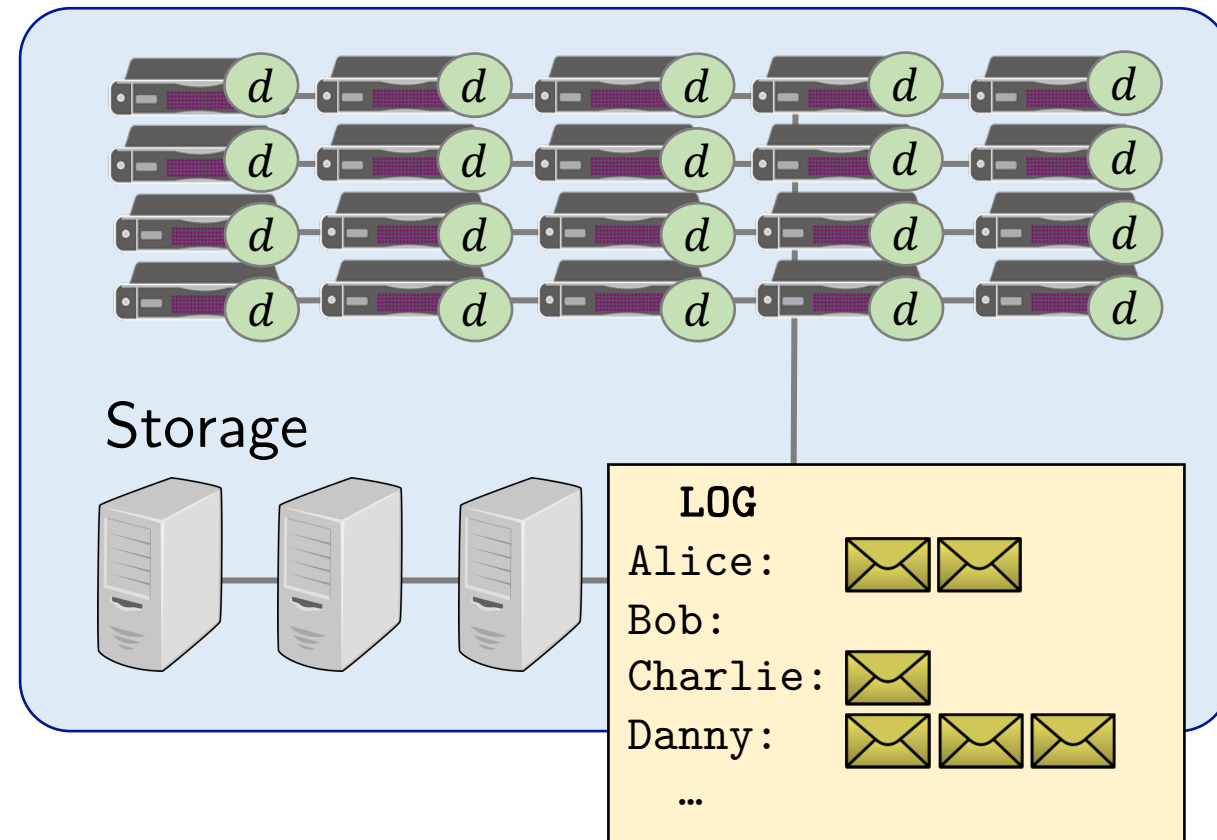 d d d d d
d d d d d
d d d d d
d d d d d
Storage
LOG
Alice:
Bob:
Charlie:
Danny:
…